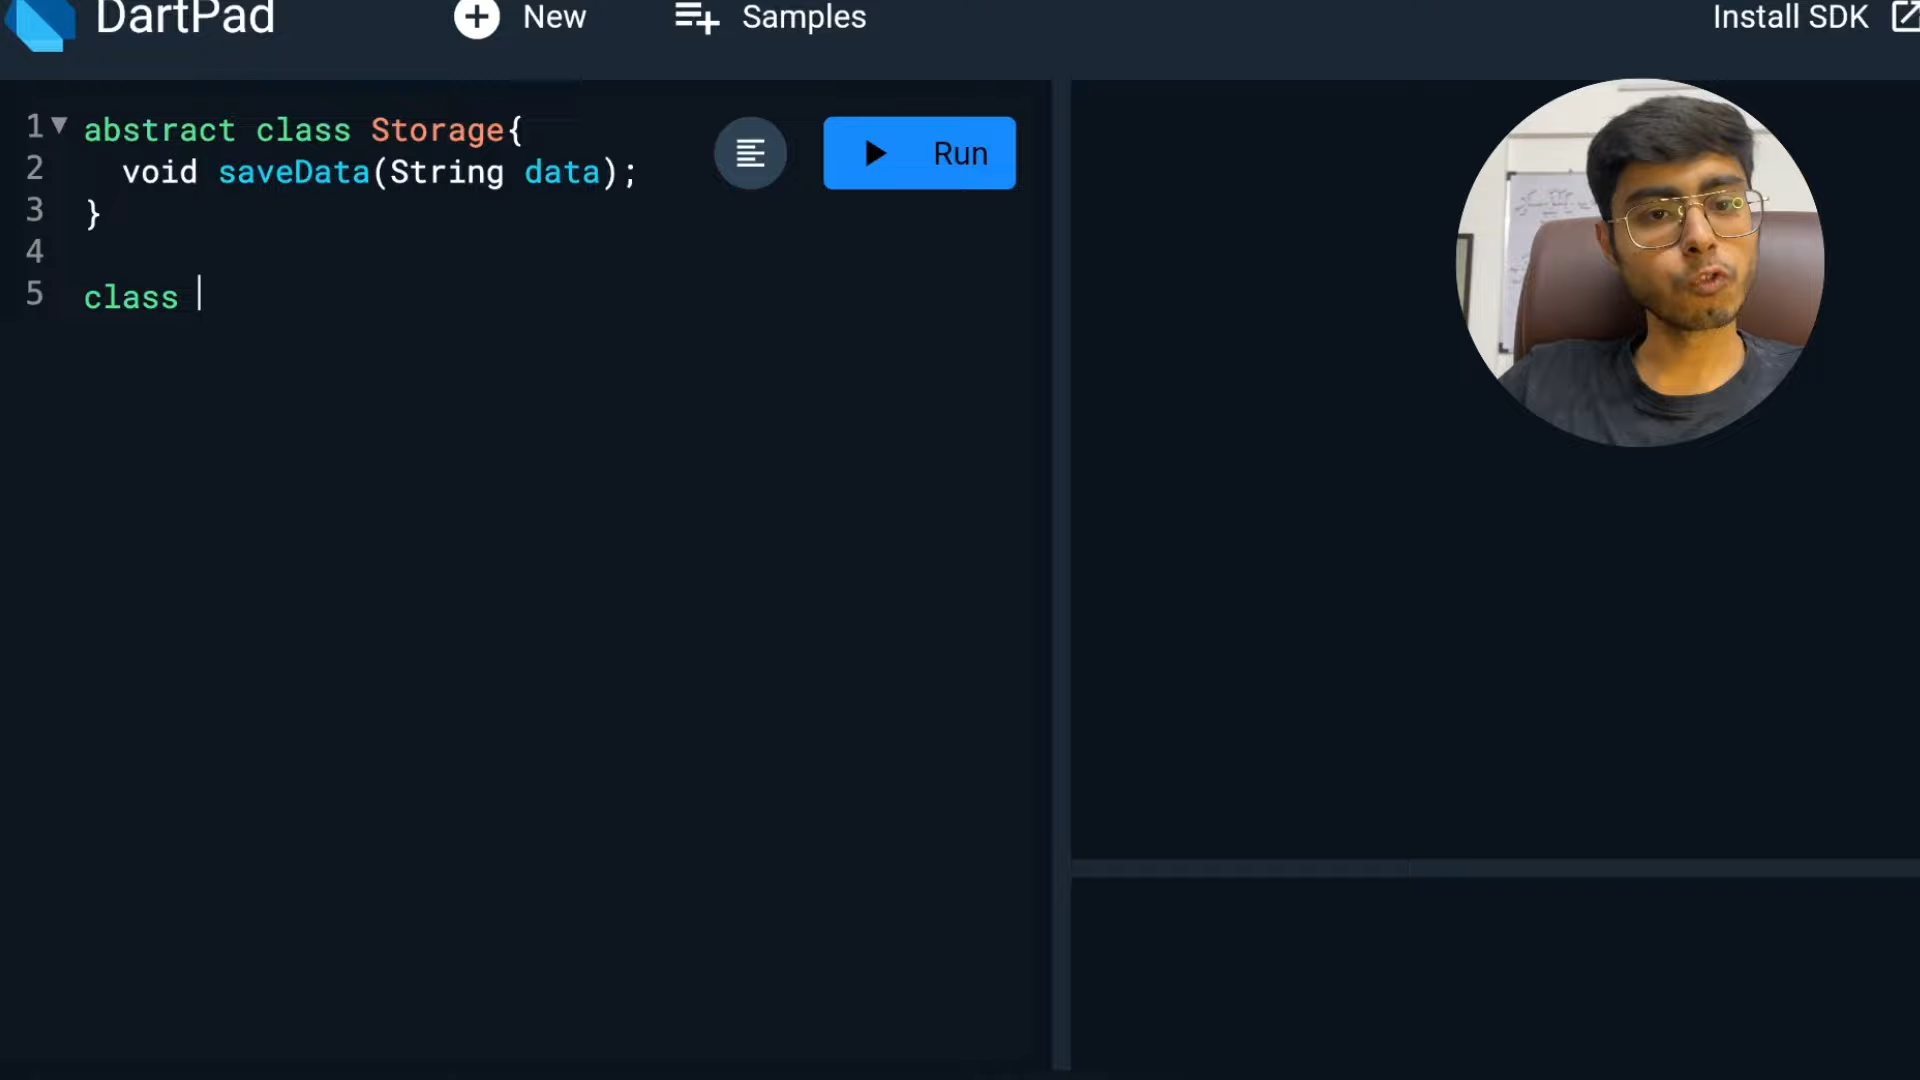 DartPad
New
Samples
Install SDK
1 abstract class Storage{
2 void saveData(String data);
3 }
4
5 class
Run